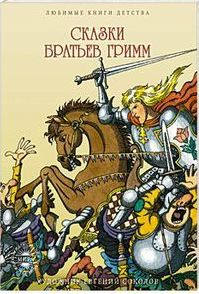 ЛЮБИМЫЕ КНИГИ ДЕТСТВА
СКАЗКИ
БРАТЬЕВ ГРИММ
ХУДОЖНИК ЕВГЕНИЙ СОКОЛОВ